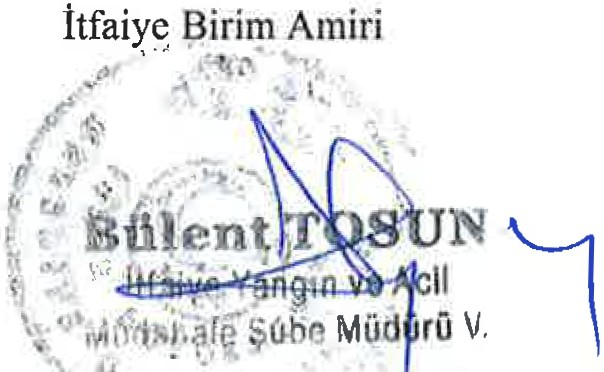 İtfaiye Birim Amiri
Bülent TOSUN
İtfaiye Yangın ve Acil
Müdahale Şube Müdürü V.